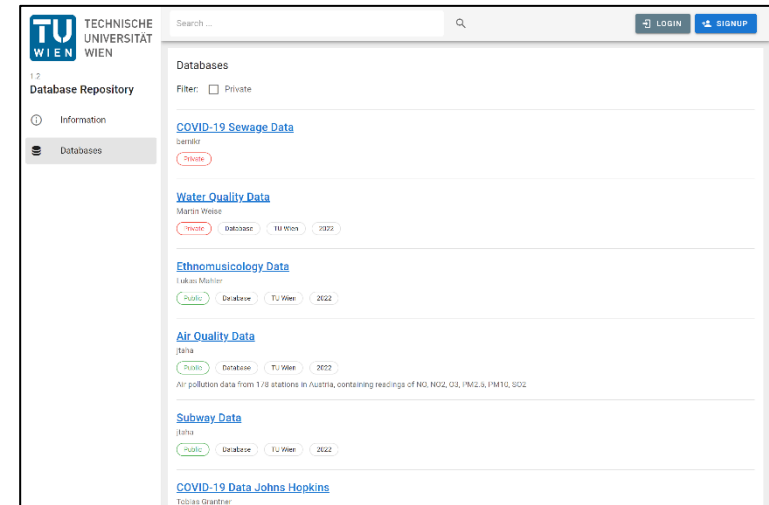 TU
WIEN
TECHNISCHE
UNIVERSITÄT
WIEN
1.2
Database Repository
Information
Databases
Search ...
LOGIN
SIGNUP
Databases
Filter: Private
COVID-19 Sewage Data
bernikr
Private
Water Quality Data
Martin Weise
Private Database TU Wien 2022
Ethnomusicology Data
Lukas Mahler
Public Database TU Wien 2022
Air Quality Data
jtaha
Public Database TU Wien 2022
Air pollution data from 178 stations in Austria, containing readings of NO, NO2, O3, PM2.5, PM10, SO2
Subway Data
jtaha
Public Database TU Wien 2022
COVID-19 Data Johns Hopkins
Tobias Grantner